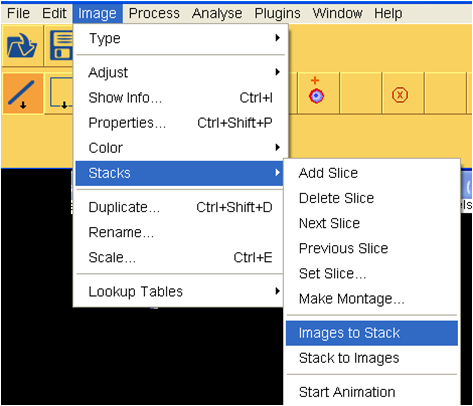 File Edit Image Process Analyse Plugins Window Help
Type
Adjust
Show Info... Ctrl+I
Properties... Ctrl+Shift+P
Color
Stacks
Duplicate... Ctrl+Shift+D
Rename...
Scale... Ctrl+E
Lookup Tables
Add Slice
Delete Slice
Next Slice
Previous Slice
Set Slice...
Make Montage...
Images to Stack
Stack to Images
Start Animation
(
els